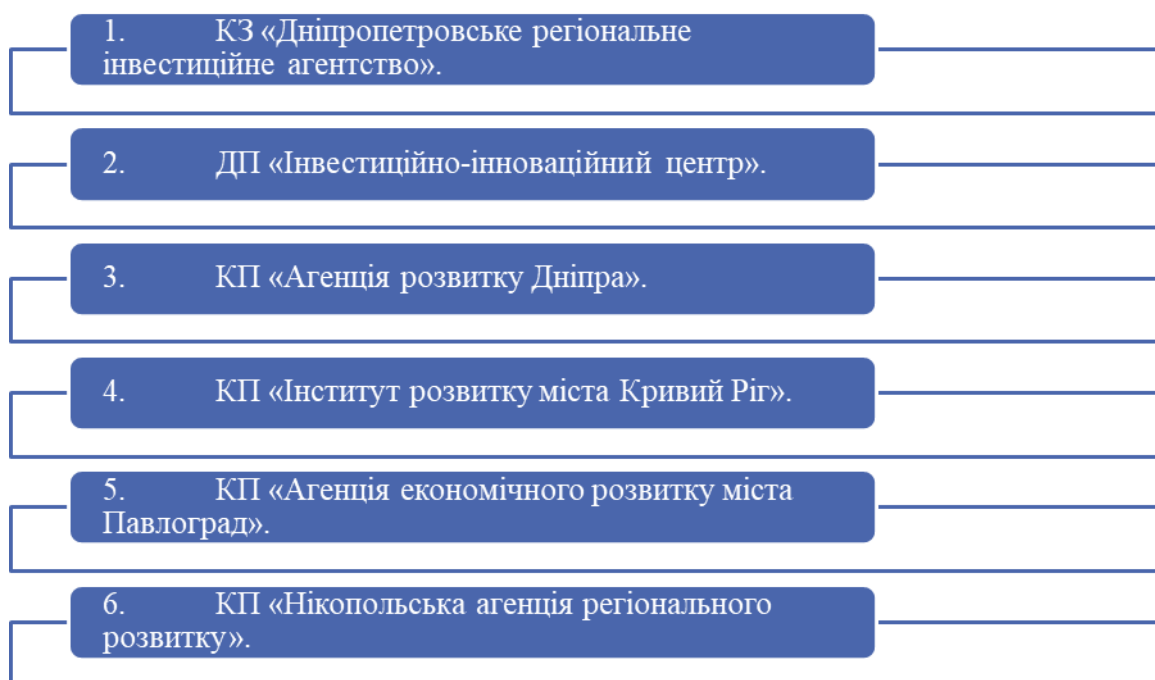 1. КЗ «Дніпропетровське регіональне
інвестиційне агентство».
2. ДП «Інвестиційно-інноваційний центр».
3. КП «Агенція розвитку Дніпра».
4. КП «Інститут розвитку міста Кривий Ріг».
5. КП «Агенція економічного розвитку міста
Павлоград».
6. КП «Нікопольська агенція регіонального
розвитку».